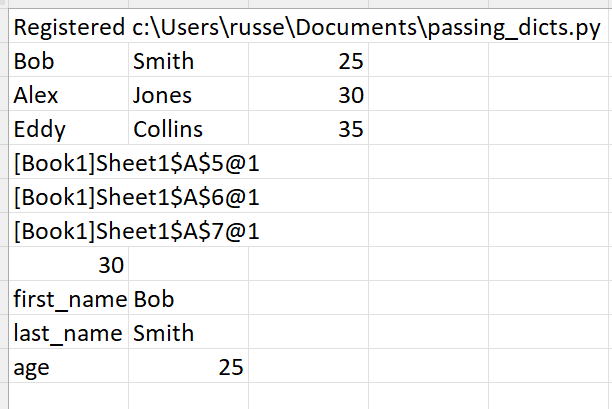 Registered c:\Users\russe\Documents\passing_dicts.py
Bob Smith 25
Alex Jones 30
Eddy Collins 35
[Book1]Sheet1$A$5@1
[Book1]Sheet1$A$6@1
[Book1]Sheet1$A$7@1
30
first_name Bob
last_name Smith
age 25